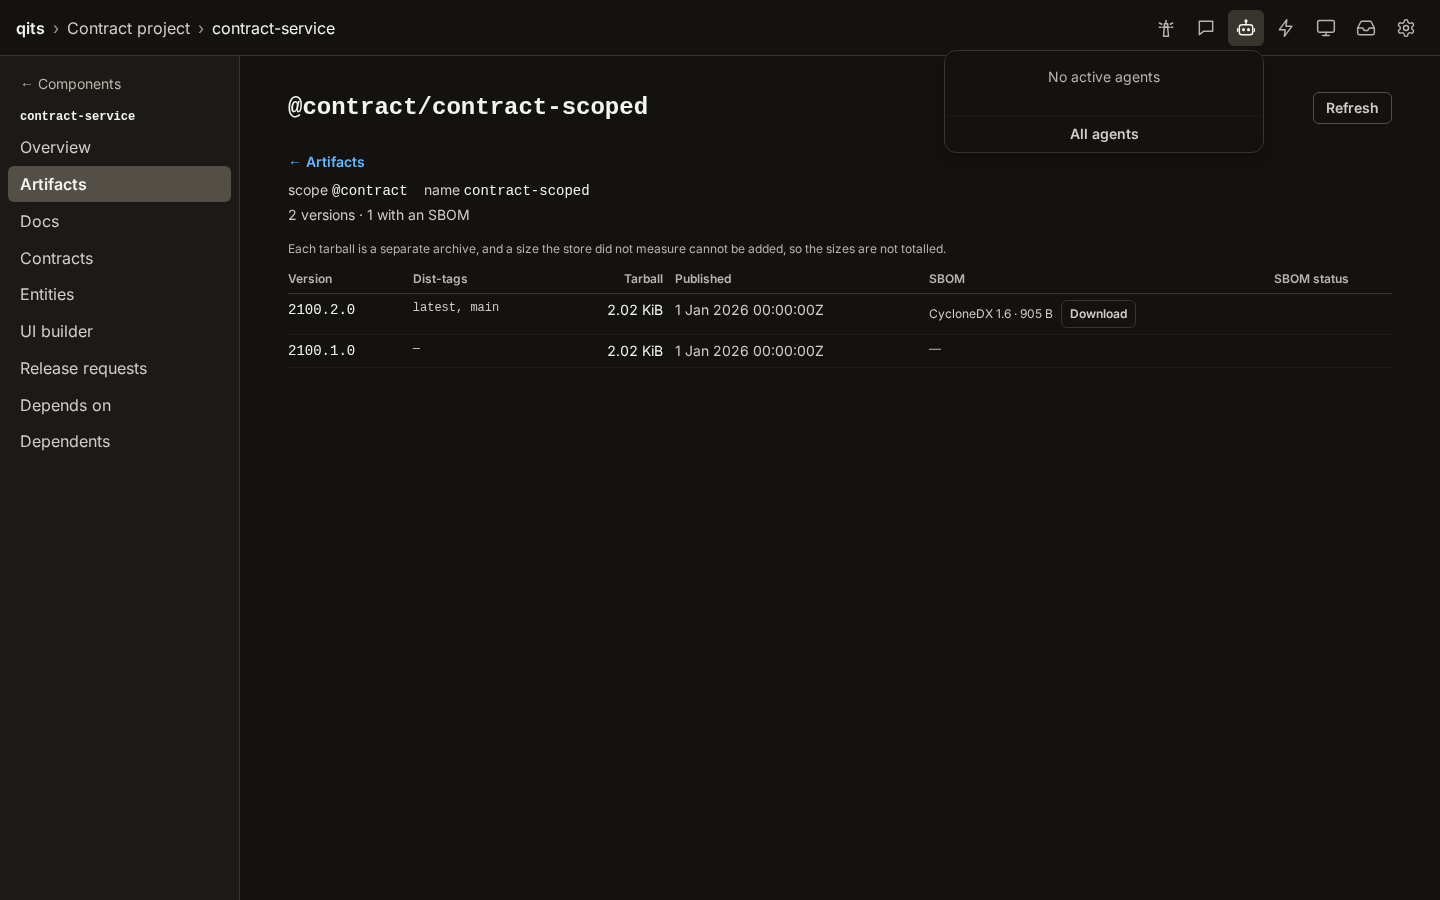 qits › Contract project › contract-service
No active agents
All agents
← Components
contract-service
Overview
Artifacts
Docs
Contracts
Entities
UI builder
Release requests
Depends on
Dependents
@contract/contract-scoped
Refresh
← Artifacts
scope @contract name contract-scoped
2 versions · 1 with an SBOM
Each tarball is a separate archive, and a size the store did not measure cannot be added, so the sizes are not totalled.
Version Dist-tags Tarball Published SBOM SBOM status
2100.2.0 latest, main 2.02 KiB 1 Jan 2026 00:00:00Z CycloneDX 1.6 · 905 B Download
2100.1.0 — 2.02 KiB 1 Jan 2026 00:00:00Z —